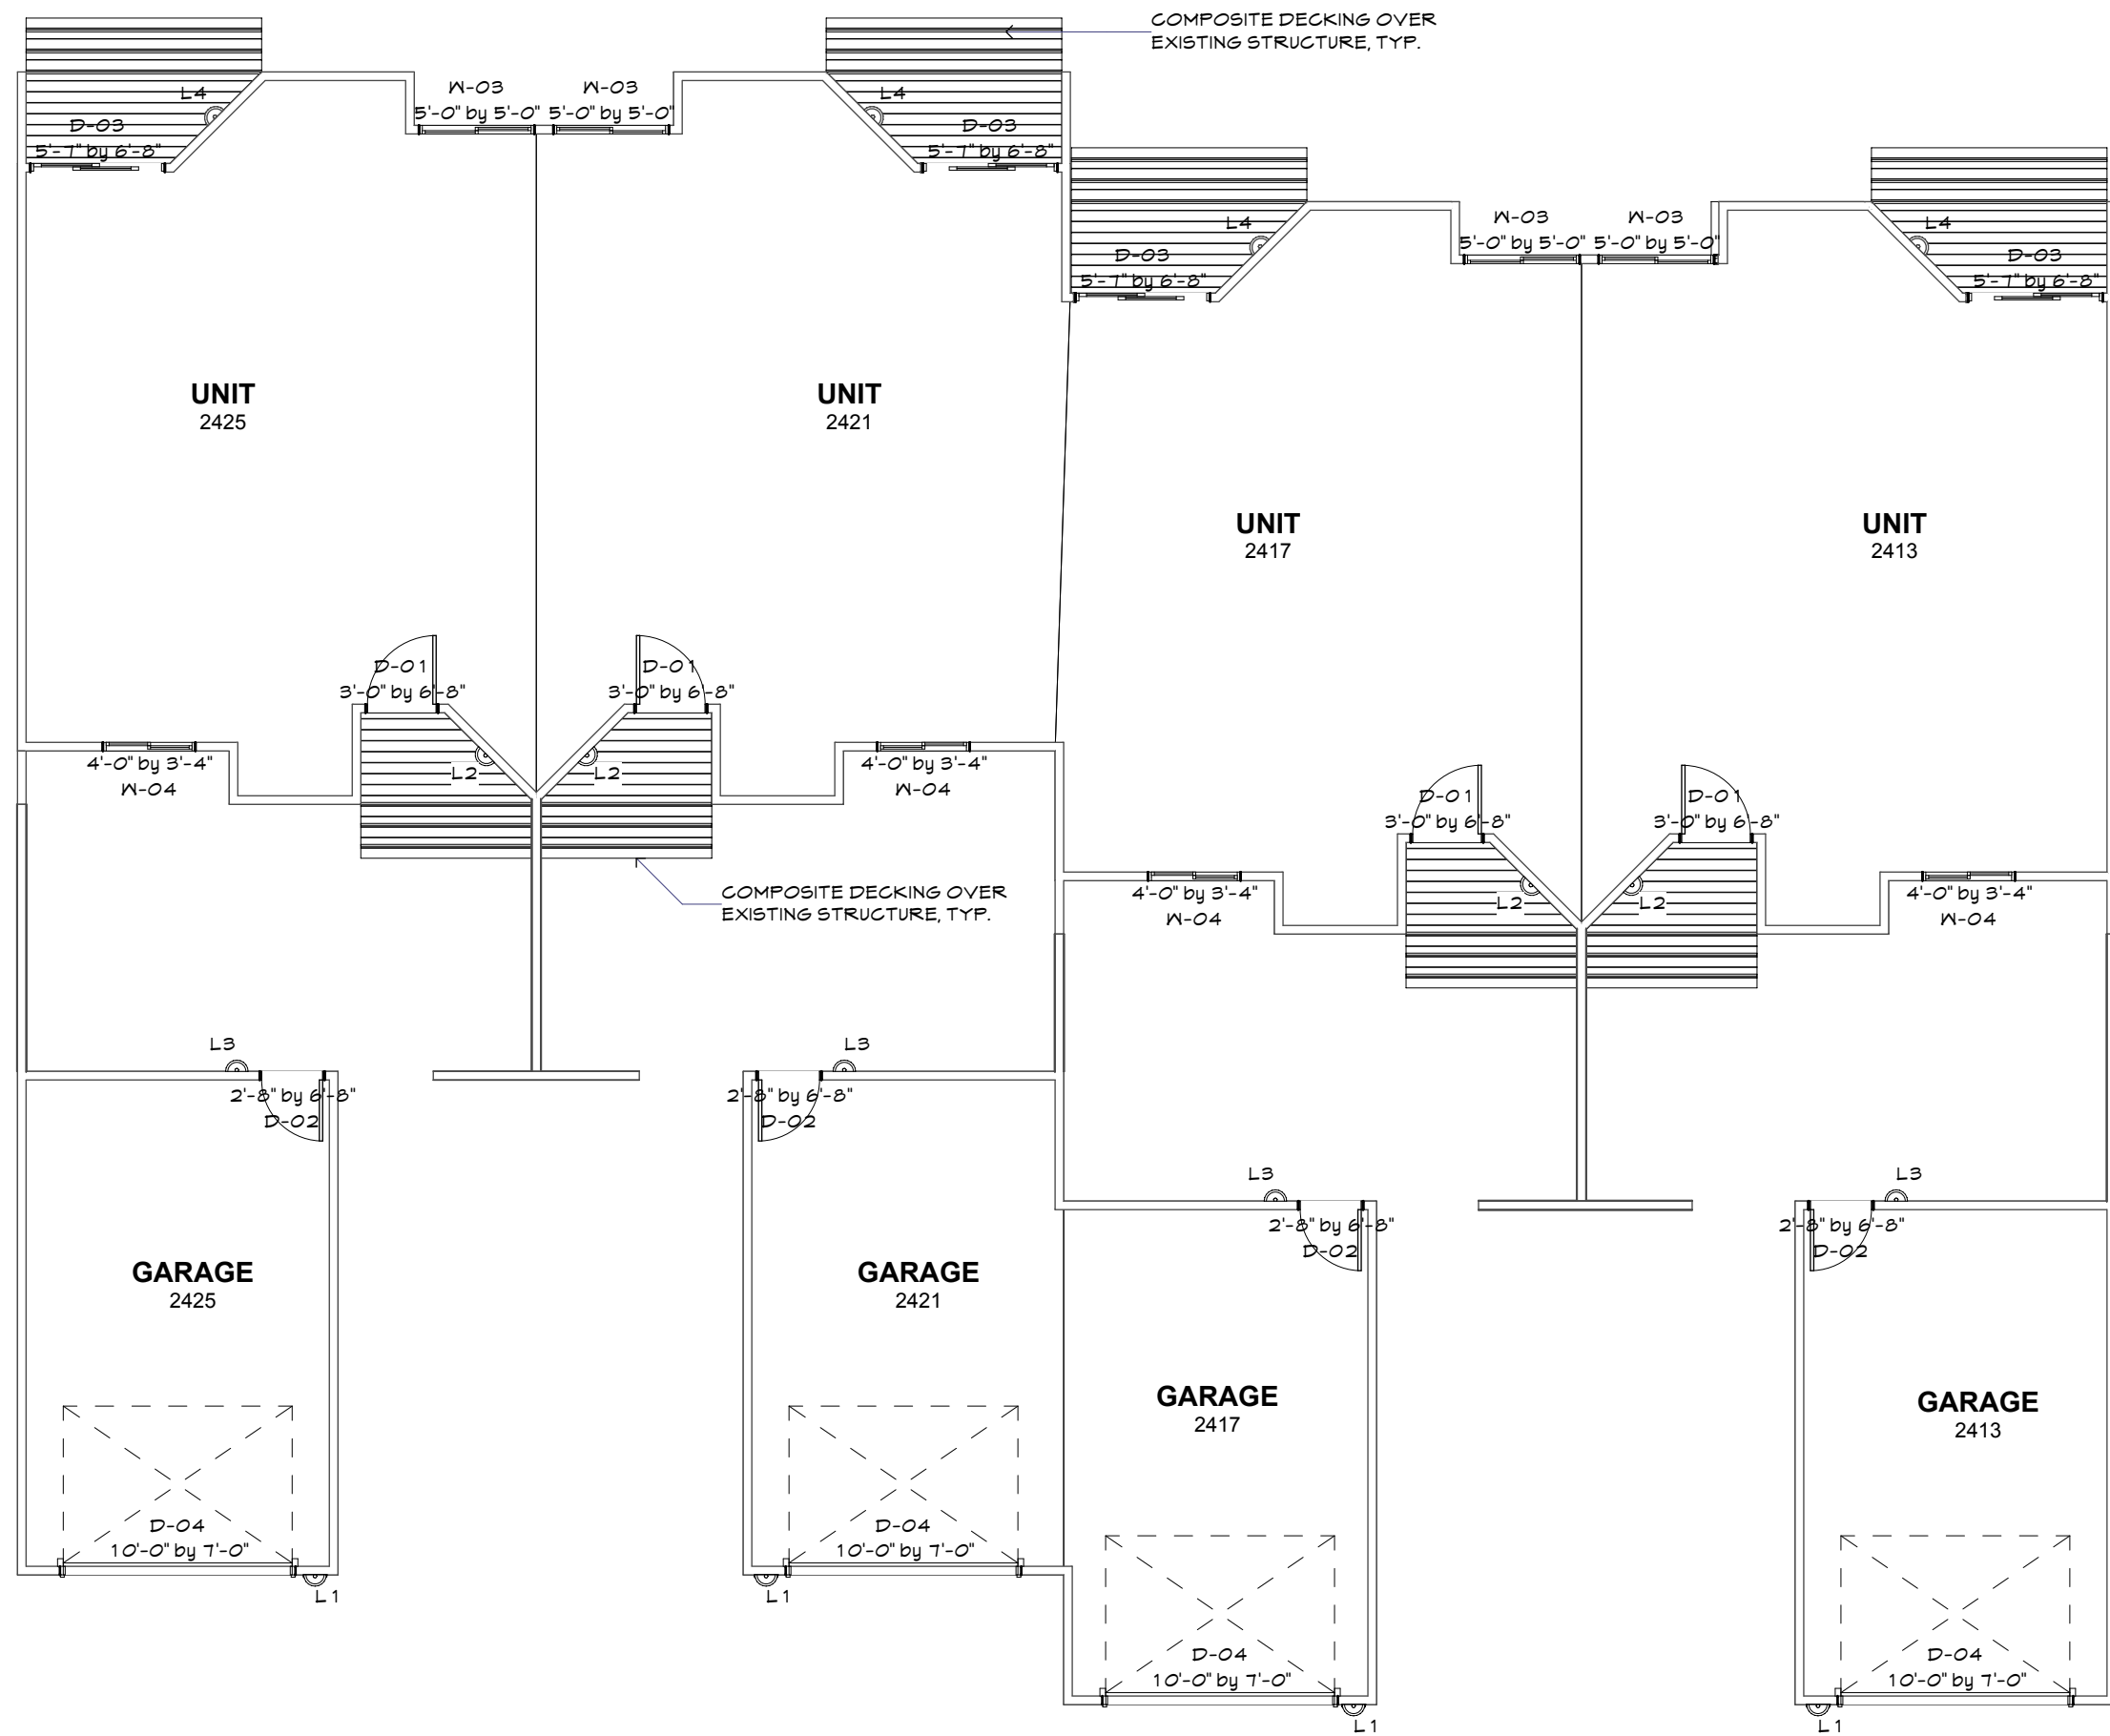 COMPOSITE DECKING OVER
EXISTING STRUCTURE, TYP.
L4
W-03
W-03
L4
5'-0" by 5'-0"
5'-0" by 5'-0"
D-03
D-03
5'-7" by 6'-8"
5'-7" by 6'-8"
L4
W-03
W-03
L4
5'-0" by 5'-0"
5'-0" by 5'-0"
D-03
D-03
5'-7" by 6'-8"
5'-7" by 6'-8"
UNIT
2425
UNIT
2421
UNIT
2417
UNIT
2413
D-01
3'-0" by 6'-8"
D-01
3'-0" by 6'-8"
4'-0" by 3'-4"
W-04
L2
L2
4'-0" by 3'-4"
W-04
D-01
3'-0" by 6'-8"
D-01
3'-0" by 6'-8"
COMPOSITE DECKING OVER
EXISTING STRUCTURE, TYP.
4'-0" by 3'-4"
W-04
L2
L2
4'-0" by 3'-4"
W-04
L3
2'-8" by 6'-8"
D-02
L3
2'-8" by 6'-8"
D-02
L3
2'-8" by 6'-8"
D-02
L3
2'-8" by 6'-8"
D-02
GARAGE
2425
GARAGE
2421
GARAGE
2417
GARAGE
2413
D-04
10'-0" by 7'-0"
L1
D-04
10'-0" by 7'-0"
L1
D-04
10'-0" by 7'-0"
L1
D-04
10'-0" by 7'-0"
L1